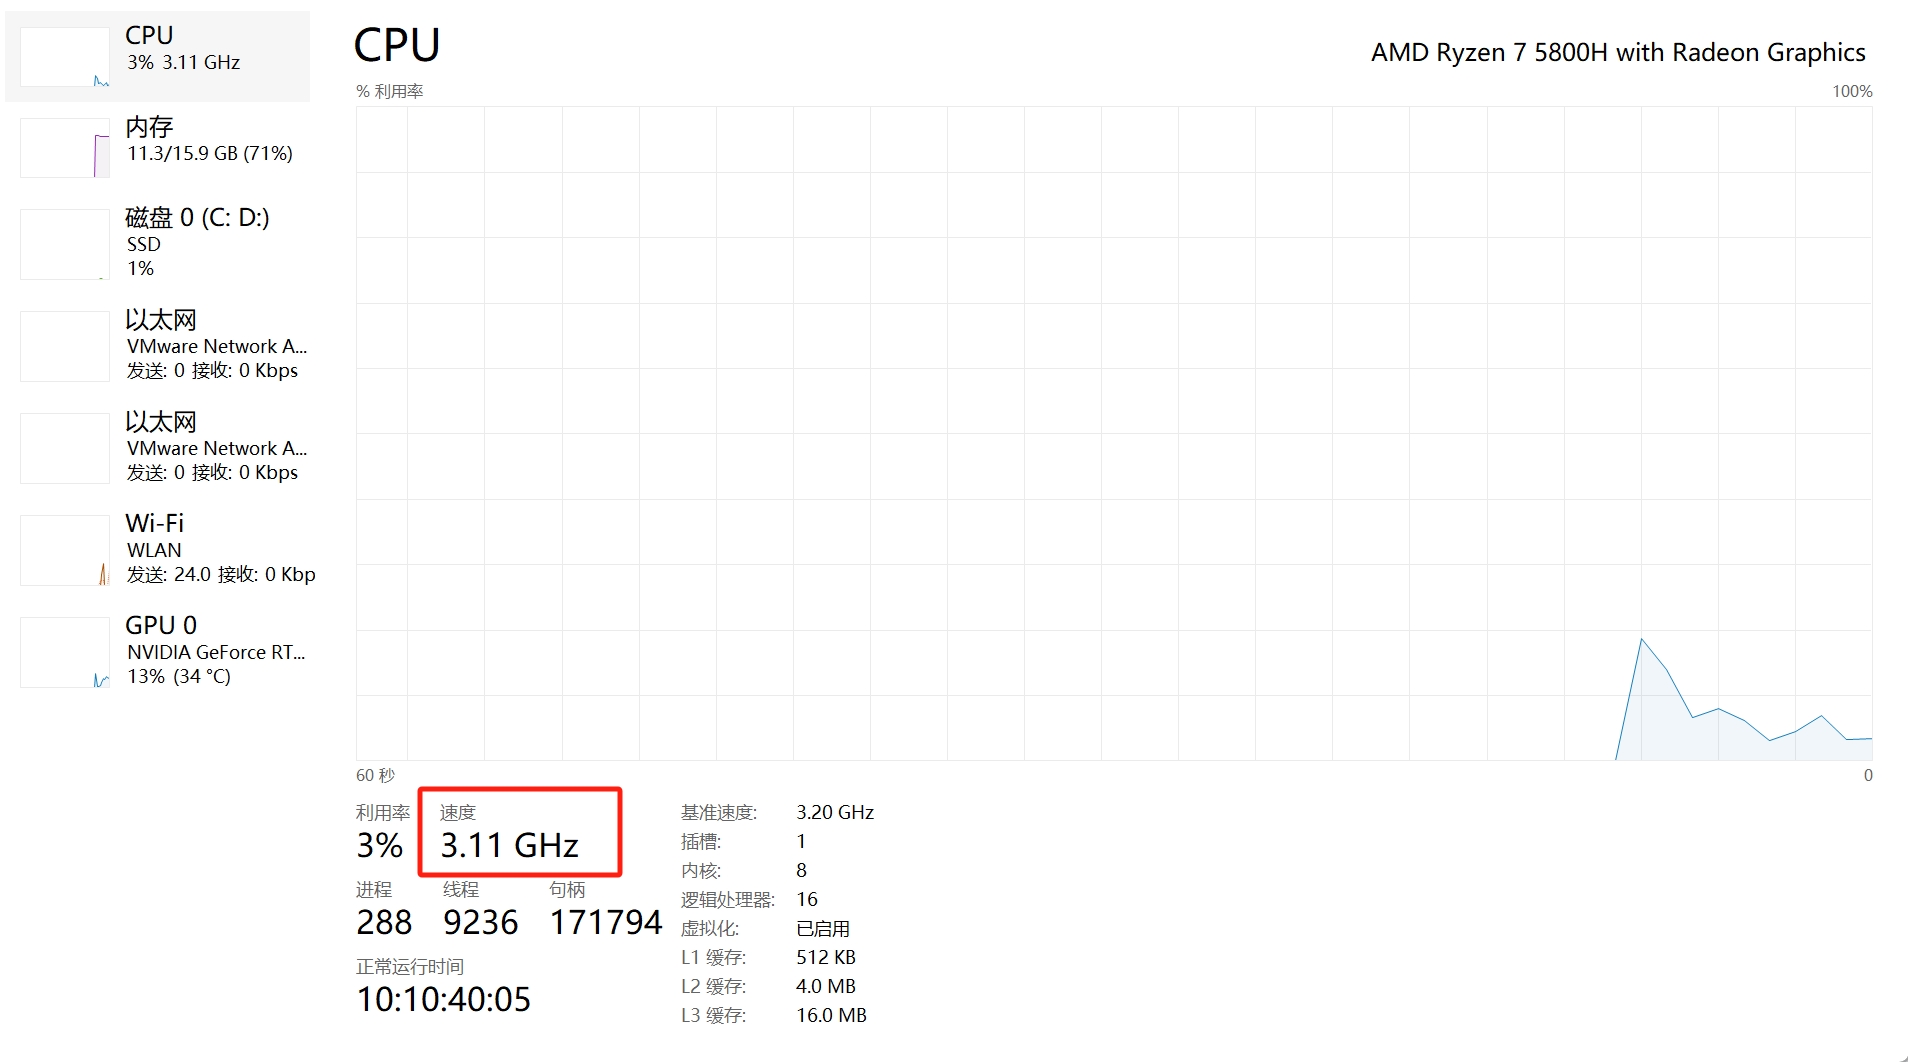 CPU
3% 3.11 GHz
内存
11.3/15.9 GB (71%)
磁盘 0 (C: D:)
SSD
1%
以太网
VMware Network A...
发送: 0 接收: 0 Kbps
以太网
VMware Network A...
发送: 0 接收: 0 Kbps
Wi-Fi
WLAN
发送: 24.0 接收: 0 Kbp
GPU 0
NVIDIA GeForce RT...
13% (34 °C)
CPU
AMD Ryzen 7 5800H with Radeon Graphics
% 利用率
100%
60 秒
0
利用率 速度
3% 3.11 GHz
进程 线程 句柄
288 9236 171794
正常运行时间
10:10:40:05
基准速度: 3.20 GHz
插槽: 1
内核: 8
逻辑处理器: 16
虚拟化: 已启用
L1 缓存: 512 KB
L2 缓存: 4.0 MB
L3 缓存: 16.0 MB